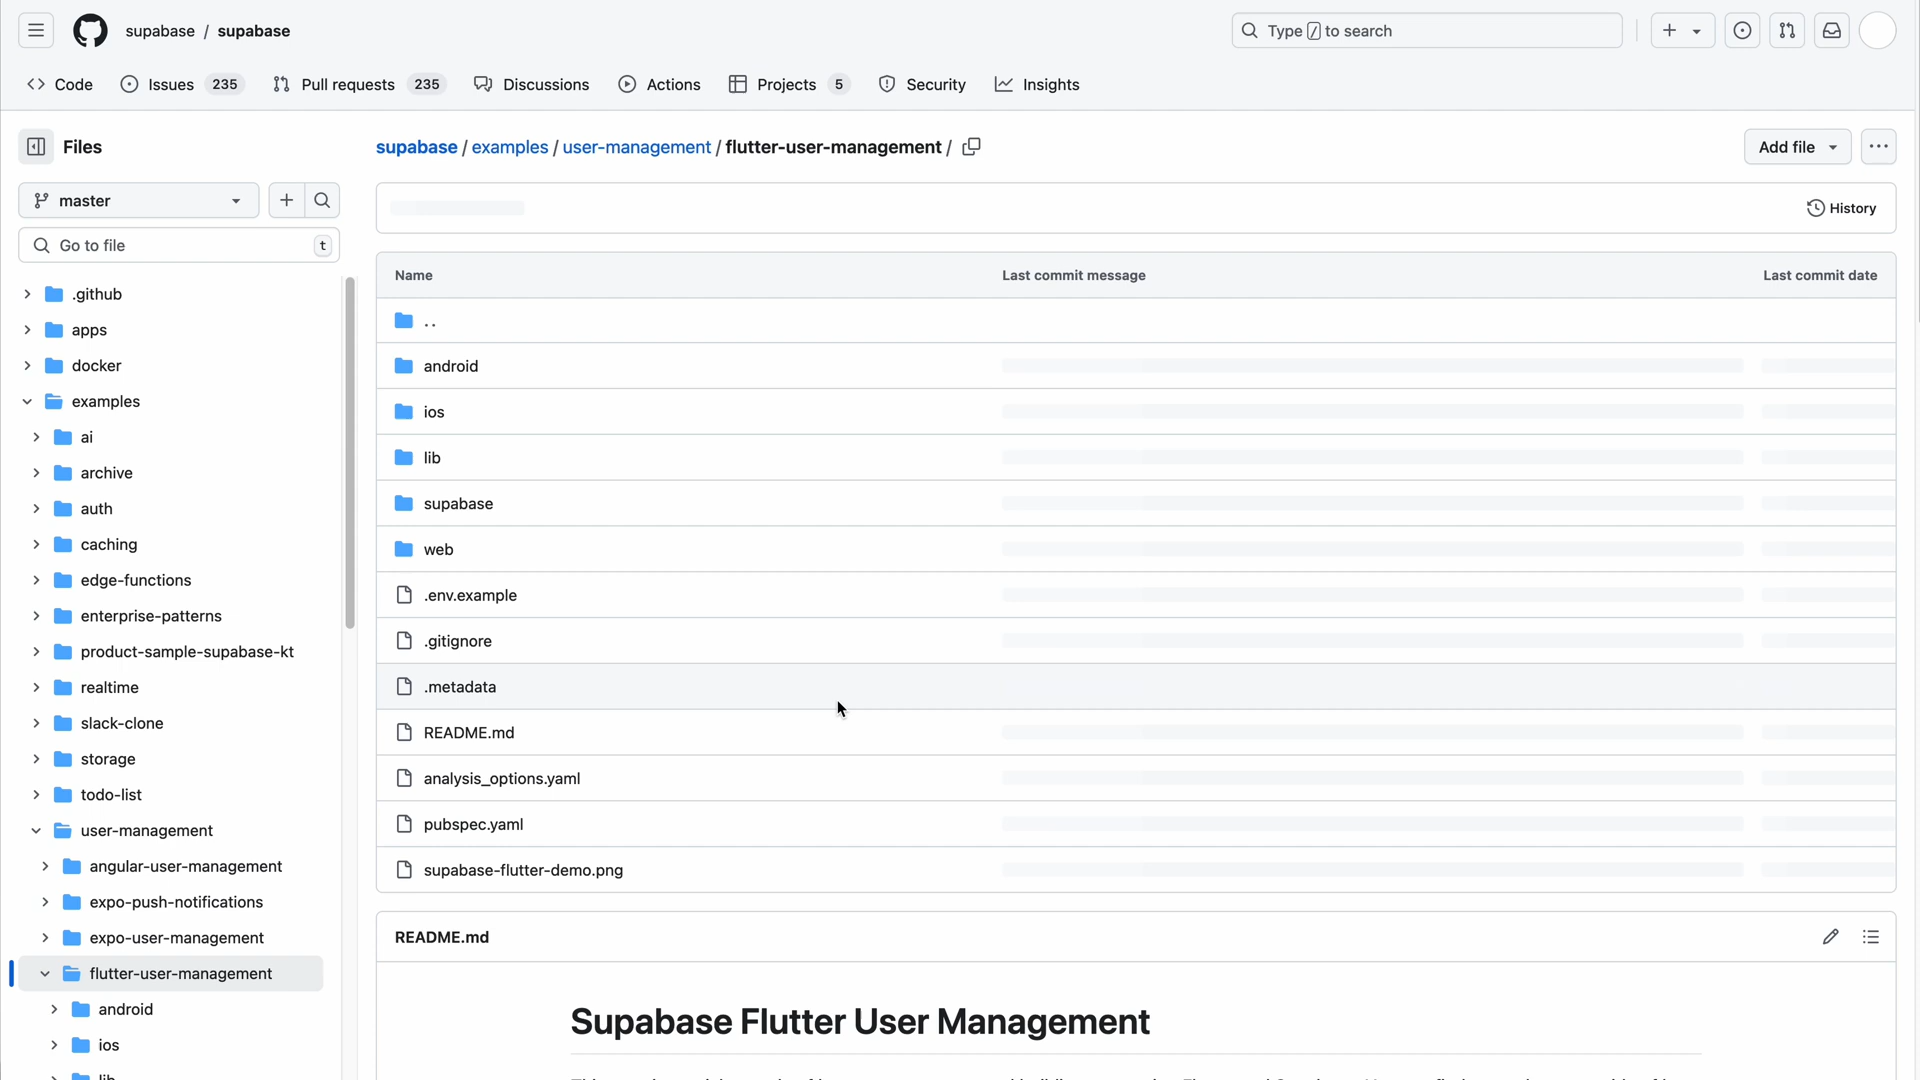 supabase / supabase
Type / to search
Code
Issues 235
Pull requests 235
Discussions
Actions
Projects 5
Security
Insights
Files
supabase / examples / user-management / flutter-user-management /
Add file
master
History
Go to file
t
Name
Last commit message
Last commit date
.github
apps
docker
examples
ai
archive
auth
caching
edge-functions
enterprise-patterns
product-sample-supabase-kt
realtime
slack-clone
storage
todo-list
user-management
angular-user-management
expo-push-notifications
expo-user-management
flutter-user-management
android
ios
lib
..
android
ios
lib
supabase
web
.env.example
.gitignore
.metadata
README.md
analysis_options.yaml
pubspec.yaml
supabase-flutter-demo.png
README.md
Supabase Flutter User Management